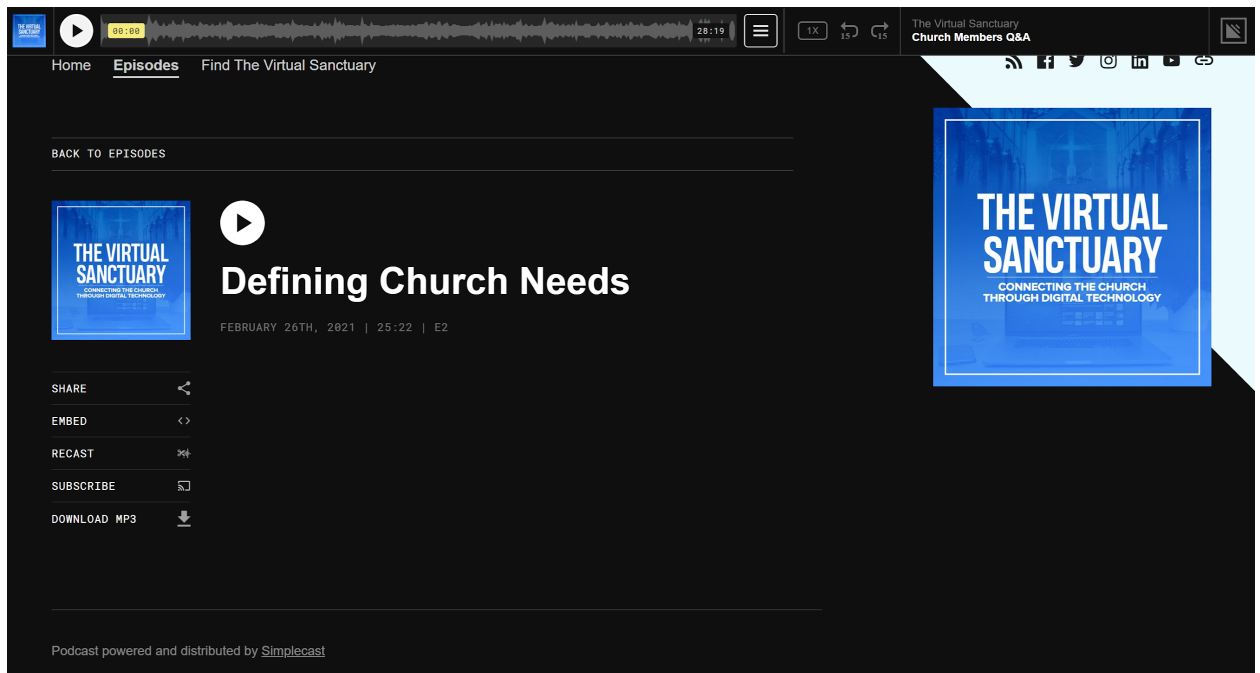 THE VIRTUAL
SANCTUARY
00:00
28:19
1X
15
15
The Virtual Sanctuary
Church Members Q&A
Home
Episodes
Find The Virtual Sanctuary
BACK TO EPISODES
THE VIRTUAL
SANCTUARY
CONNECTING THE CHURCH
THROUGH DIGITAL TECHNOLOGY
Defining Church Needs
FEBRUARY 26TH, 2021 | 25:22 | E2
SHARE
EMBED
RECAST
SUBSCRIBE
DOWNLOAD MP3
THE VIRTUAL
SANCTUARY
CONNECTING THE CHURCH
THROUGH DIGITAL TECHNOLOGY
Podcast powered and distributed by Simplecast